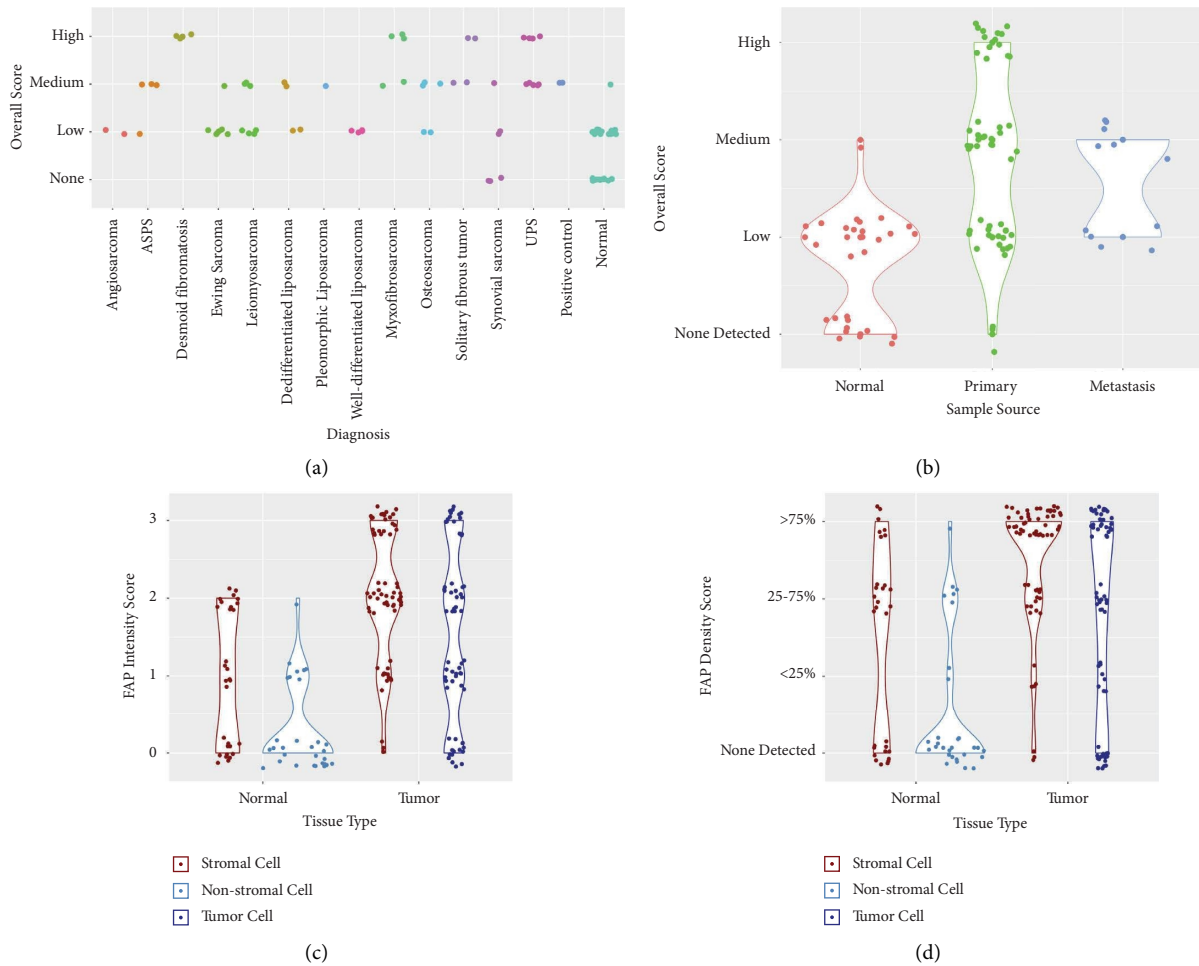 High
Medium
Low
None
Overall Score
Angiosarcoma
ASPS
Desmoid fibromatosis
Ewing Sarcoma
Leiomyosarcoma
Dedifferentiated liposarcoma
Pleomorphic Liposarcoma
Well-differentiated liposarcoma
Myxofibrosarcoma
Osteosarcoma
Solitary fibrous tumor
Synovial sarcoma
UPS
Positive control
Normal
Diagnosis
(a)
High
Medium
Low
None Detected
Overall Score
Normal
Primary
Metastasis
Sample Source
(b)
3
2
1
0
FAP Intensity Score
Normal
Tumor
Tissue Type
Stromal Cell
Non-stromal Cell
Tumor Cell
(c)
>75%
25-75%
<25%
None Detected
FAP Density Score
Normal
Tumor
Tissue Type
Stromal Cell
Non-stromal Cell
Tumor Cell
(d)